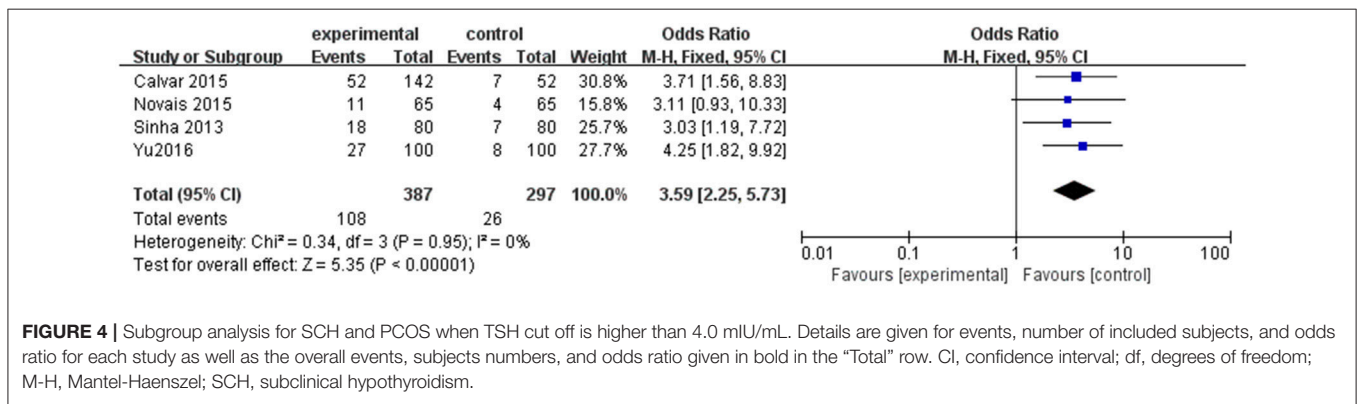 experimental control Odds Ratio Odds Ratio
Study or Subgroup Events Total Events Total Weight M-H, Fixed, 95% CI M-H, Fixed, 95% CI
Calvar 2015 52 142 7 52 30.8% 3.71 [1.56, 8.83]
Novais 2015 11 65 4 65 15.8% 3.11 [0.93, 10.33]
Sinha 2013 18 80 7 80 25.7% 3.03 [1.19, 7.72]
Yu2016 27 100 8 100 27.7% 4.25 [1.82, 9.92]
Total (95% CI) 387 297 100.0% 3.59 [2.25, 5.73]
Total events 108 26
Heterogeneity: Chi² = 0.34, df = 3 (P = 0.95); I² = 0%
Test for overall effect: Z = 5.35 (P < 0.00001)
0.01 0.1 1 10 100
Favours [experimental] Favours [control]
FIGURE 4 | Subgroup analysis for SCH and PCOS when TSH cut off is higher than 4.0 mIU/mL. Details are given for events, number of included subjects, and odds
ratio for each study as well as the overall events, subjects numbers, and odds ratio given in bold in the “Total” row. CI, confidence interval; df, degrees of freedom;
M-H, Mantel-Haenszel; SCH, subclinical hypothyroidism.